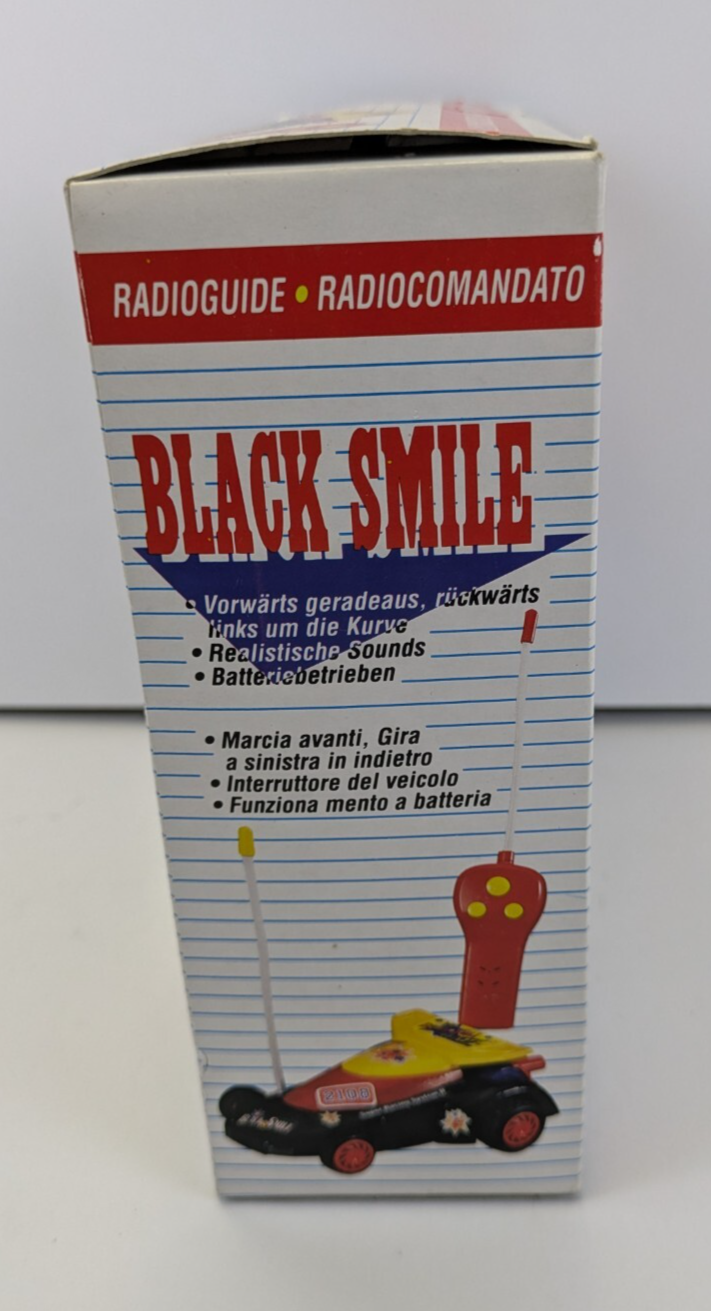 RADIOGUIDE • RADIOCOMANDATO
BLACK SMILE
• Vorwärts geradeaus, rückwärts
links um die Kurve
• Realistische Sounds
• Batteriebetrieben
• Marcia avanti, Gira
a sinistra in indietro
• Interruttore del veicolo
• Funziona mento a batteria
2108